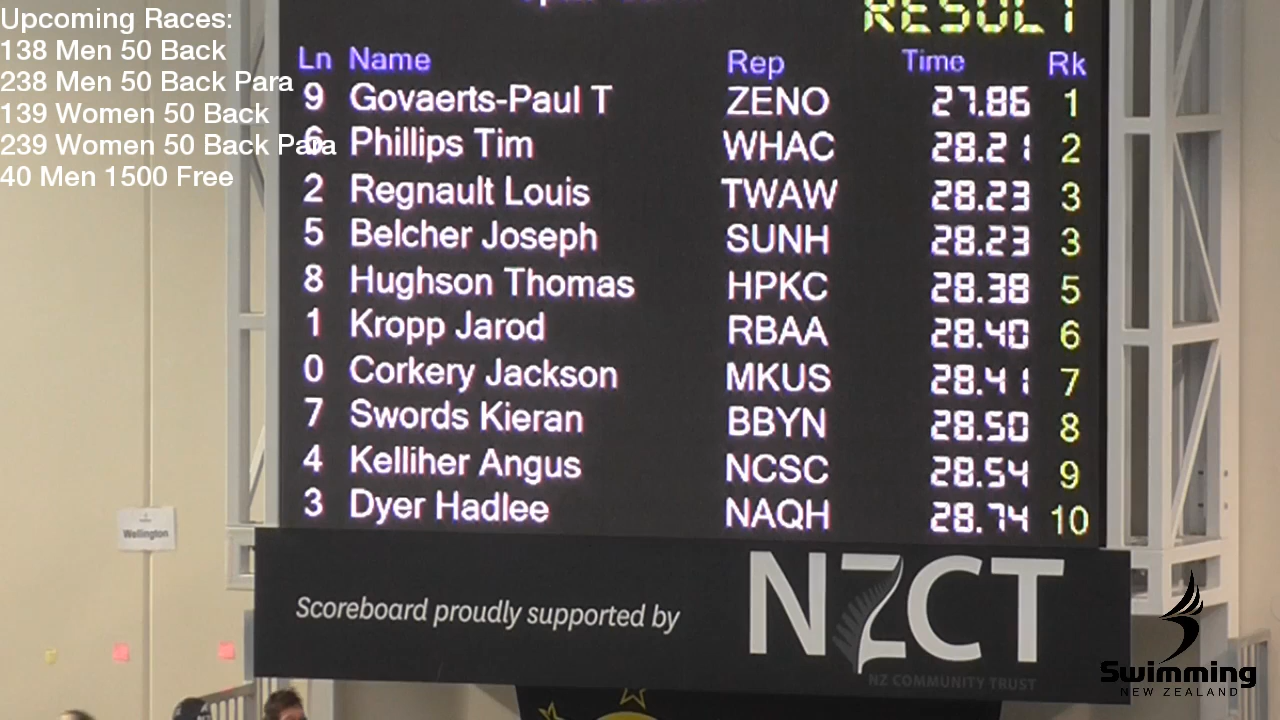 Upcoming Races:
138 Men 50 Back
238 Men 50 Back Para
139 Women 50 Back
239 Women 50 Back Para
40 Men 1500 Free
RESULT
Ln Name Rep Time Rk
9 Govaerts-Paul T ZENO 27.86 1
6 Phillips Tim WHAC 28.21 2
2 Regnault Louis TWAW 28.23 3
5 Belcher Joseph SUNH 28.23 3
8 Hughson Thomas HPKC 28.38 5
1 Kropp Jarod RBAA 28.40 6
0 Corkery Jackson MKUS 28.41 7
7 Swords Kieran BBYN 28.50 8
4 Kelliher Angus NCSC 28.54 9
3 Dyer Hadlee NAQH 28.74 10
Wellington
Scoreboard proudly supported by
NZCT
NZ COMMUNITY TRUST
Swimming
NEW ZEALAND